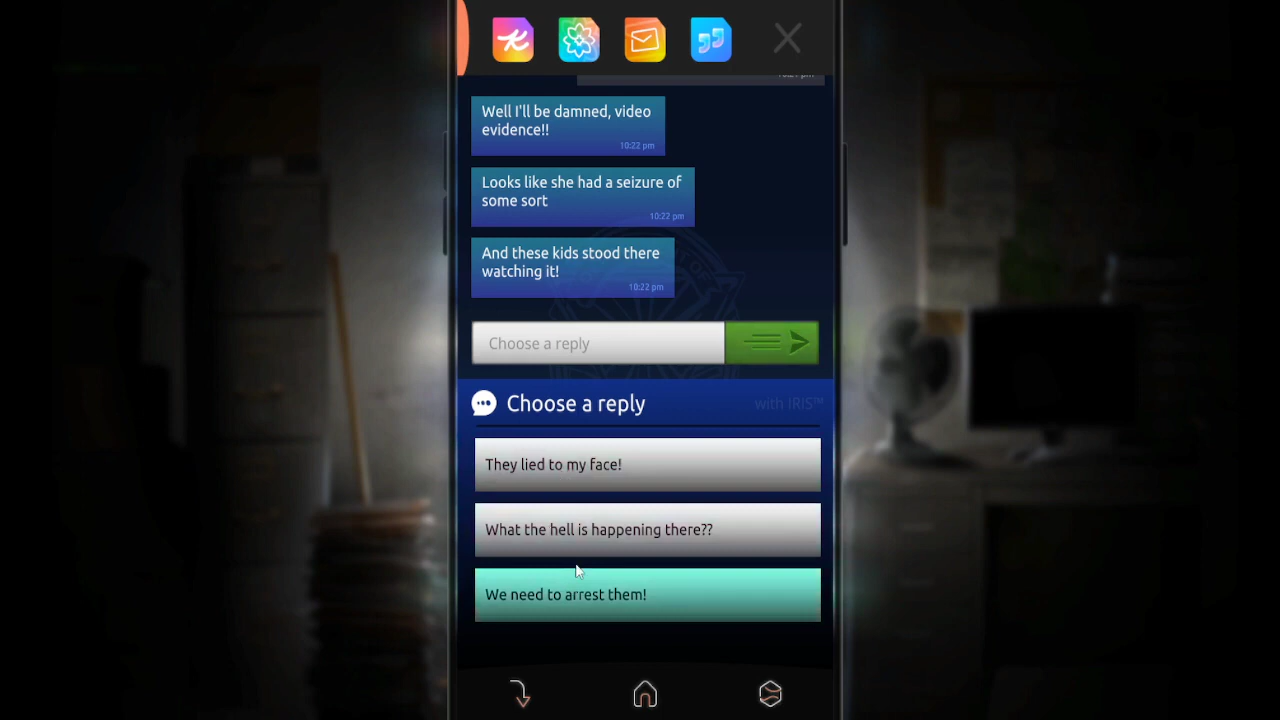 Well I'll be damned, video
evidence!!
10:22 pm
Looks like she had a seizure of
some sort
10:22 pm
And these kids stood there
watching it!
10:22 pm
Choose a reply
Choose a reply
with IRIS™
They lied to my face!
What the hell is happening there??
We need to arrest them!